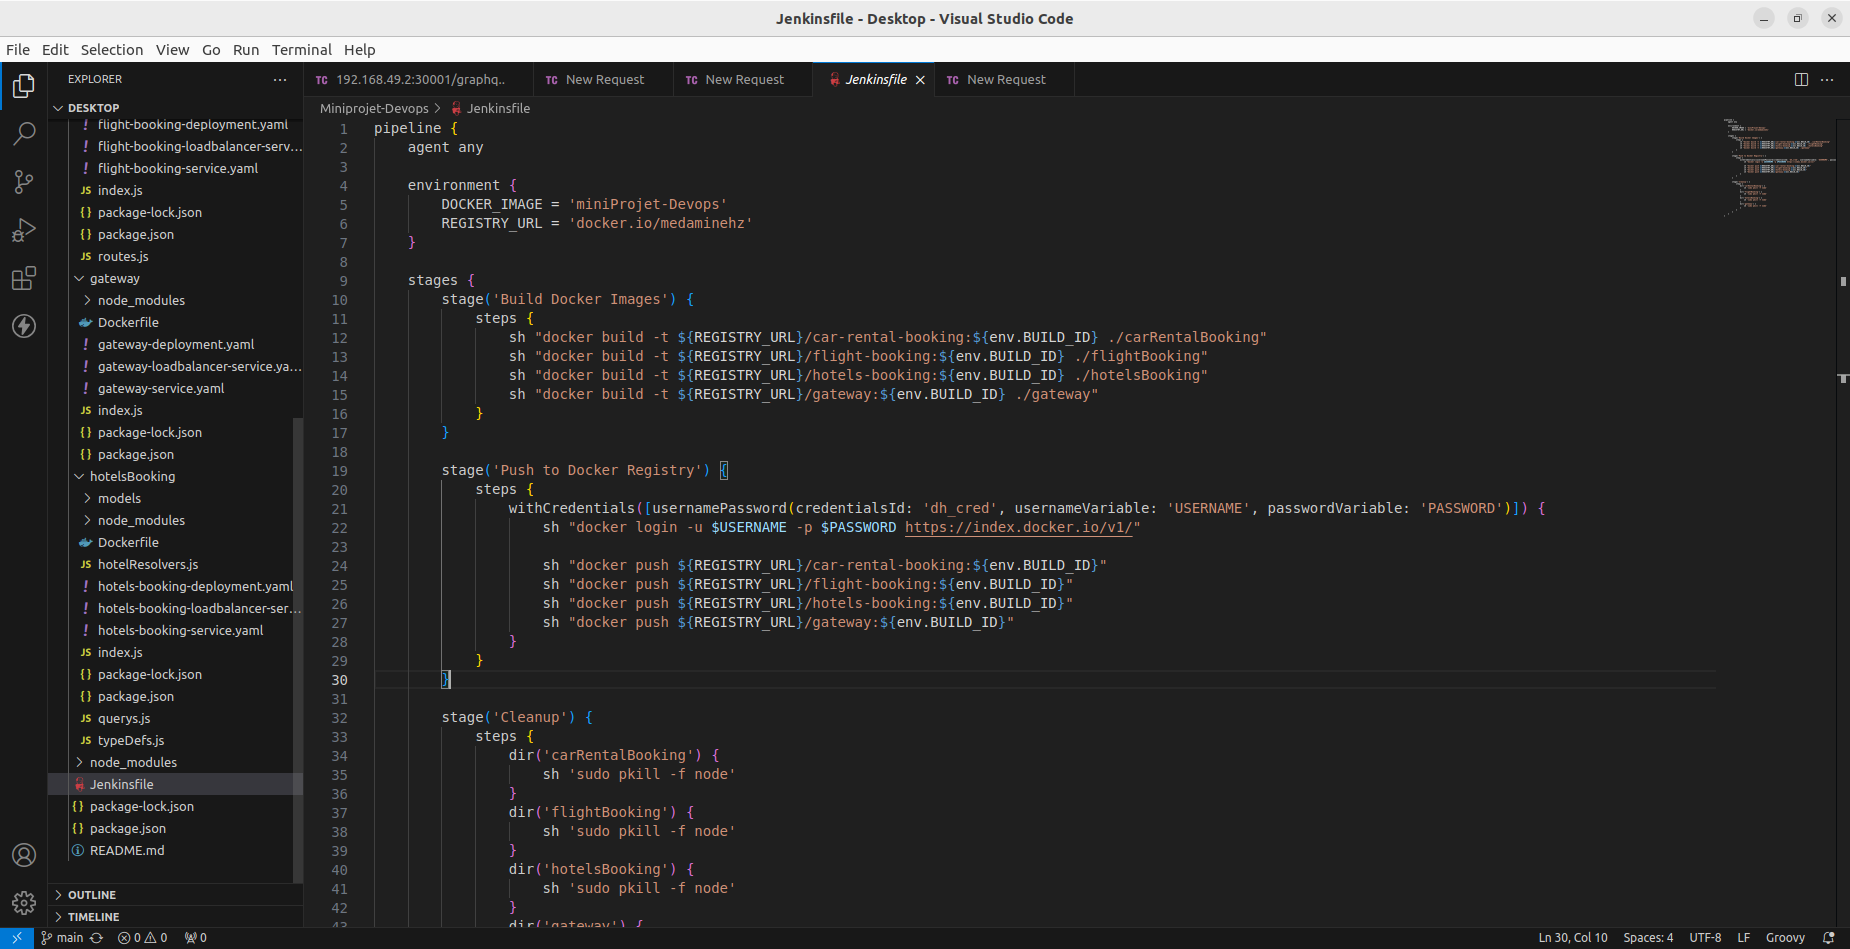 Jenkinsfile - Desktop - Visual Studio Code
File Edit Selection View Go Run Terminal Help
EXPLORER
DESKTOP
flight-booking-deployment.yaml
flight-booking-loadbalancer-serv...
flight-booking-service.yaml
JS index.js
{} package-lock.json
{} package.json
JS routes.js
gateway
node_modules
Dockerfile
! gateway-deployment.yaml
! gateway-loadbalancer-service.ya...
! gateway-service.yaml
JS index.js
{} package-lock.json
{} package.json
hotelsBooking
models
node_modules
Dockerfile
JS hotelResolvers.js
! hotels-booking-deployment.yaml
! hotels-booking-loadbalancer-ser...
! hotels-booking-service.yaml
JS index.js
{} package-lock.json
{} package.json
JS querys.js
JS typeDefs.js
node_modules
Jenkinsfile
{} package-lock.json
{} package.json
README.md
OUTLINE
TIMELINE
TC 192.168.49.2:30001/graphq.. TC New Request TC New Request Jenkinsfile TC New Request
Miniprojet-Devops > Jenkinsfile
1 pipeline {
2 agent any
3
4 environment {
5 DOCKER_IMAGE = 'miniProjet-Devops'
6 REGISTRY_URL = 'docker.io/medaminehz'
7 }
8
9 stages {
10 stage('Build Docker Images') {
11 steps {
12 sh "docker build -t ${REGISTRY_URL}/car-rental-booking:${env.BUILD_ID} ./carRentalBooking"
13 sh "docker build -t ${REGISTRY_URL}/flight-booking:${env.BUILD_ID} ./flightBooking"
14 sh "docker build -t ${REGISTRY_URL}/hotels-booking:${env.BUILD_ID} ./hotelsBooking"
15 sh "docker build -t ${REGISTRY_URL}/gateway:${env.BUILD_ID} ./gateway"
16 }
17 }
18
19 stage('Push to Docker Registry') {
20 steps {
21 withCredentials([usernamePassword(credentialsId: 'dh_cred', usernameVariable: 'USERNAME', passwordVariable: 'PASSWORD')]) {
22 sh "docker login -u $USERNAME -p $PASSWORD https://index.docker.io/v1/"
23
24 sh "docker push ${REGISTRY_URL}/car-rental-booking:${env.BUILD_ID}"
25 sh "docker push ${REGISTRY_URL}/flight-booking:${env.BUILD_ID}"
26 sh "docker push ${REGISTRY_URL}/hotels-booking:${env.BUILD_ID}"
27 sh "docker push ${REGISTRY_URL}/gateway:${env.BUILD_ID}"
28 }
29 }
30 }
31
32 stage('Cleanup') {
33 steps {
34 dir('carRentalBooking') {
35 sh 'sudo pkill -f node'
36 }
37 dir('flightBooking') {
38 sh 'sudo pkill -f node'
39 }
40 dir('hotelsBooking') {
41 sh 'sudo pkill -f node'
42 }
43 dir('gateway') {
main 0 0 0 Ln 30, Col 10 Spaces: 4 UTF-8 LF Groovy